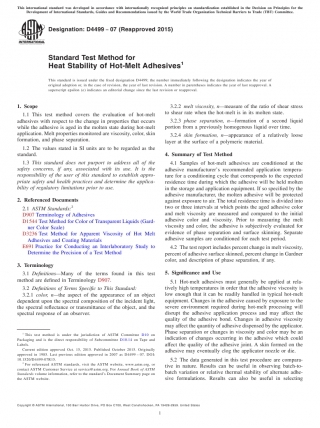 This international standard was developed in accordance with internationally recognized principles on standardization established in the Decision on Principles for the
Development of International Standards, Guides and Recommendations issued by the World Trade Organization Technical Barriers to Trade (TBT) Committee.
Designation: D4499 − 07 (Reapproved 2015)
INTERNATIONAL
Standard Test Method for
Heat Stability of Hot-Melt Adhesives1
This standard is issued under the fixed designation D4499; the number immediately following the designation indicates the year of
original adoption or, in the case of revision, the year of last revision. A number in parentheses indicates the year of last reapproval. A
superscript epsilon (ε) indicates an editorial change since the last revision or reapproval.
1. Scope
1.1 This test method covers the evaluation of hot-melt
adhesives with respect to the change in properties that occurs
while the adhesive is aged in the molten state during hot-melt
application. Melt properties monitored are viscosity, color, skin
formation, and phase separation.
1.2 The values stated in SI units are to be regarded as the
standard.
1.3 This standard does not purport to address all of the
safety concerns, if any, associated with its use. It is the
responsibility of the user of this standard to establish appro-
priate safety and health practices and determine the applica-
bility of regulatory limitations prior to use.
2. Referenced Documents
2.1 ASTM Standards:2
D907 Terminology of Adhesives
D1544 Test Method for Color of Transparent Liquids (Gard-
ner Color Scale)
D3236 Test Method for Apparent Viscosity of Hot Melt
Adhesives and Coating Materials
E691 Practice for Conducting an Interlaboratory Study to
Determine the Precision of a Test Method
3. Terminology
3.1 Definitions—Many of the terms found in this test
method are defined in Terminology D907.
3.2 Definitions of Terms Specific to This Standard:
3.2.1 color, n—the aspect of the appearance of an object
dependent upon the spectral composition of the incident light,
the spectral reflectance or transmittance of the object, and the
spectral response of an observer.
1 This test method is under the jurisdiction of ASTM Committee D10 on
Packaging and is the direct responsibility of Subcommittee on Tape and
Labels.
Current edition approved Oct. 15, 2015. Published October 2015. Originally
approved in 1985. Last previous edition approved in 2007 as D4499 – 07. DOI:
10.1520/D4499-07R15.
2 For referenced ASTM standards, visit the ASTM website, www.astm.org, or
contact ASTM Customer Service at service@astm.org. For Annual Book of ASTM
Standards volume information, refer to the standard's Document Summary page on
the ASTM website.
3.2.2 melt viscosity, n—measure of the ratio of shear stress
to shear rate when the hot-melt is in its molten state.
3.2.3 phase separation, n—formation of a second liquid
portion from a previously homogenous liquid over time.
3.2.4 skin formation, n—appearance of a relatively loose
layer at the surface of a polymeric material.
4. Summary of Test Method
4.1 Samples of hot-melt adhesives are conditioned at the
adhesive manufacturer's recommended application tempera-
ture for a conditioning cycle that corresponds to the expected
residence time during which the adhesive will be held molten
in the storage and application equipment. If so specified by the
adhesive manufacturer, the molten adhesive will be protected
against exposure to air. The total residential time is divided into
two or three intervals at which points the aged adhesive color
and melt viscosity are measured and compared to the initial
adhesive color and viscosity. Prior to measuring the melt
viscosity and color, the adhesive is subjectively evaluated for
evidence of phase separation and surface skinning. Separate
adhesive samples are conditioned for each test period.
4.2 The test report includes percent change in melt viscosity,
percent of adhesive surface skinned, percent change in Gardner
color, and description of phase separation, if any.
5. Significance and Use
5.1 Hot-melt adhesives must generally be applied at rela-
tively high temperatures in order that the adhesive viscosity is
low enough that it can be readily handled in typical hot-melt
equipment. Changes in the adhesive caused by exposure to the
severe environment required during hot-melt processing will
disrupt the adhesive application process and may affect the
quality of the adhesive bond. Changes in adhesive viscosity
may affect the quantity of adhesive dispensed by the applicator.
Phase separation or changes in viscosity and color may be an
indication of changes occurring in the adhesive which could
affect the quality of the adhesive joint. A skin formed on the
adhesive may eventually clog the applicator nozzle or die.
5.2 The data generated in this test procedure are compara-
tive in nature. Results can be useful in observing batch-to-
batch variation or relative thermal stability of alternate adhe-
sive formulations. Results can also be useful in selecting
Copyright © ASTM International, 100 Barr Harbor Drive, PO Box C700, West Conshohocken, PA 19428-2959. United States
1